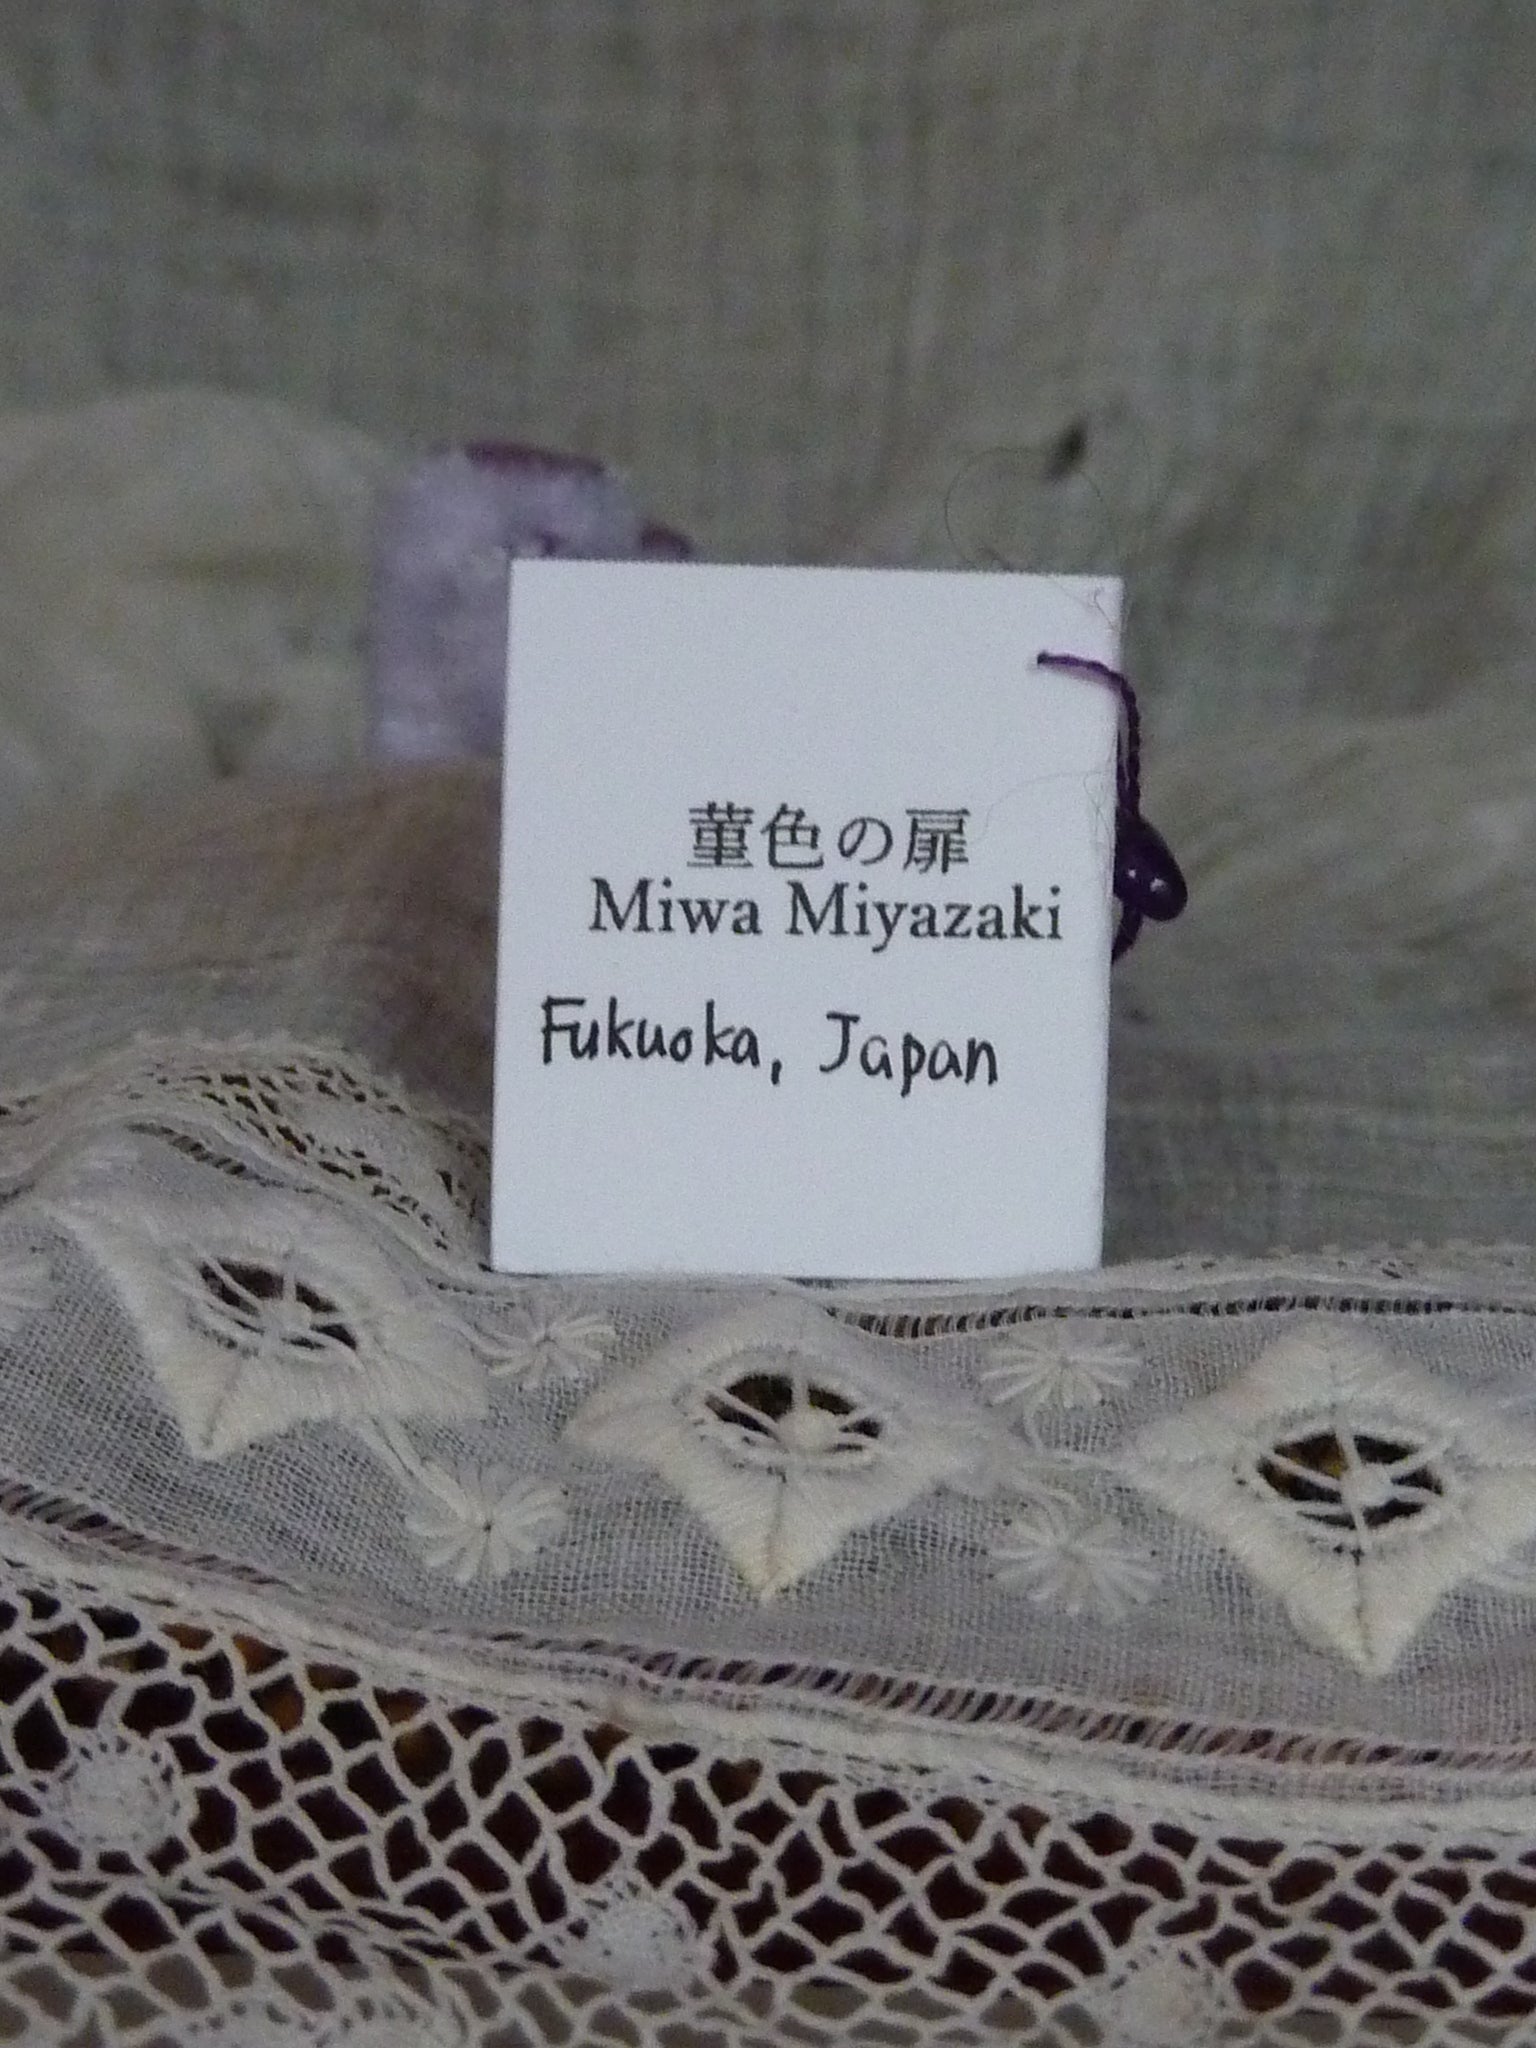 菫色の扉
Miwa Miyazaki
Fukuoka, Japan